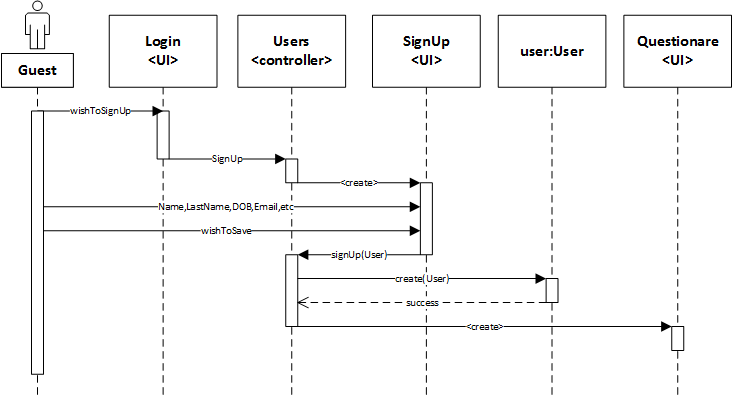 Guest
Login
<UI>
Users
<controller>
SignUp
<UI>
user:User
Questionare
<UI>
wishToSignUp
SignUp
<create>
Name,LastName,DOB,Email,etc
wishToSave
signUp(User)
create(User)
success
<create>